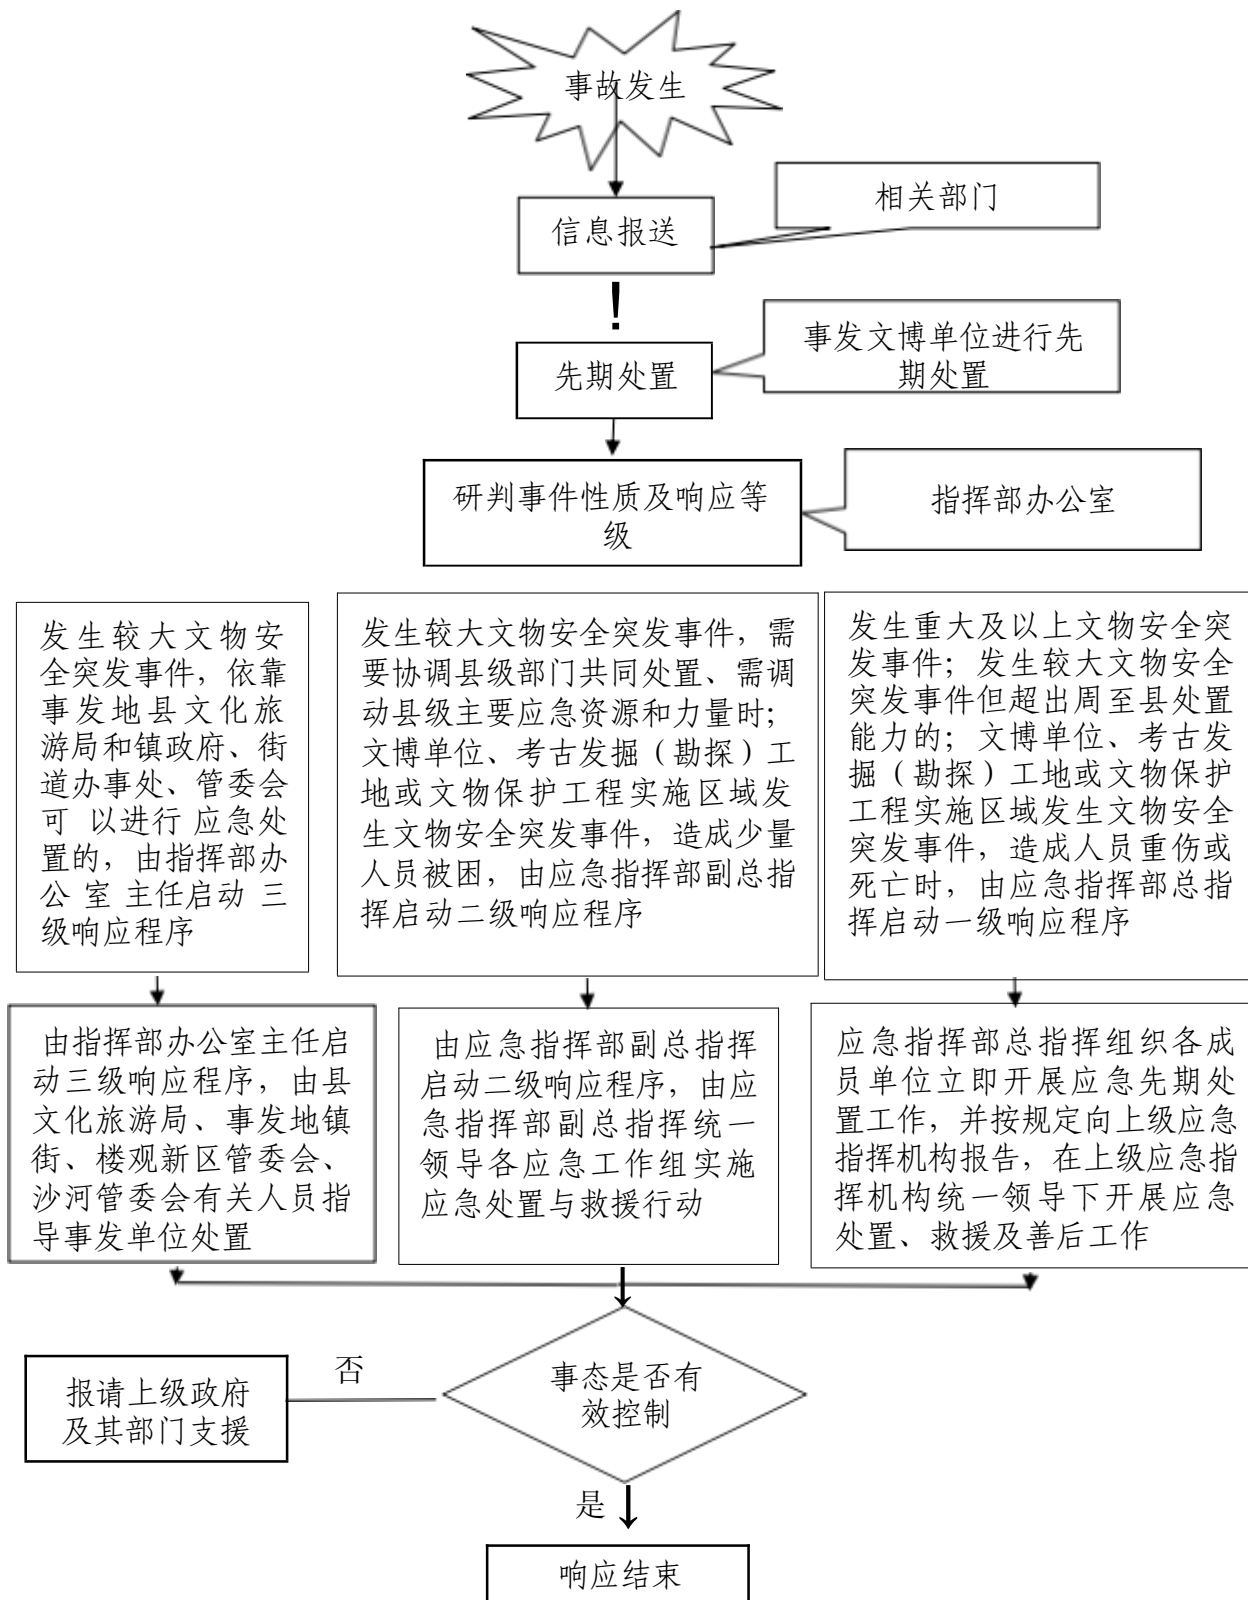 事故发生
相关部门
信息报送
!
事发文博单位进行先
期处置
先期处置
研判事件性质及响应等
级
指挥部办公室
发生较大文物安
全突发事件，依靠
事发地县文化旅
游局和镇政府、街
道办事处、管委会
可 以进行 应急处
置的，由指挥部办
公 室 主任启动 三
级响应程序
发生较大文物安全突发事件，需
要协调县级部门共同处置、需调
动县级主要应急资源和力量时；
文博单位、考古发掘（勘探）工
地或文物保护工程实施区域发
生文物安全突发事件，造成少量
人员被困，由应急指挥部副总指
挥启动二级响应程序
发生重大及以上文物安全突
发事件；发生较大文物安全
突发事件但超出周至县处置
能力的；文博单位、考古发
掘（勘探）工地或文物保护
工程实施区域发生文物安全
突发事件，造成人员重伤或
死亡时，由应急指挥部总指
挥启动一级响应程序
由指挥部办公室主任启
动三级响应程序，由县
文化旅游局、事发地镇
街、楼观新区管委会、
沙河管委会有关人员指
导事发单位处置
由应急指挥部副总指挥
启动二级响应程序，由应
急指挥部副总指挥统一
领导各应急工作组实施
应急处置与救援行动
应急指挥部总指挥组织各成
员单位立即开展应急先期处
置工作，并按规定向上级应急
指挥机构报告，在上级应急指
挥机构统一领导下开展应急
处置、救援及善后工作
事态是否有
效控制
否
报请上级政府
及其部门支援
是
响应结束